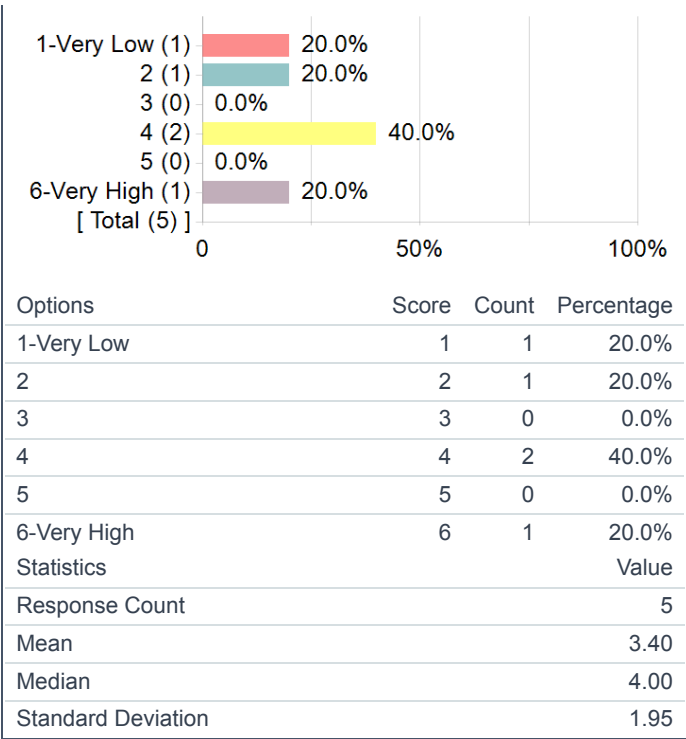 1-Very Low (1) 20.0%
2 (1) 20.0%
3 (0) 0.0%
4 (2) 40.0%
5 (0) 0.0%
6-Very High (1) 20.0%
[ Total (5) ]
0 50% 100%
Options Score Count Percentage
1-Very Low 1 1 20.0%
2 2 1 20.0%
3 3 0 0.0%
4 4 2 40.0%
5 5 0 0.0%
6-Very High 6 1 20.0%
Statistics Value
Response Count 5
Mean 3.40
Median 4.00
Standard Deviation 1.95